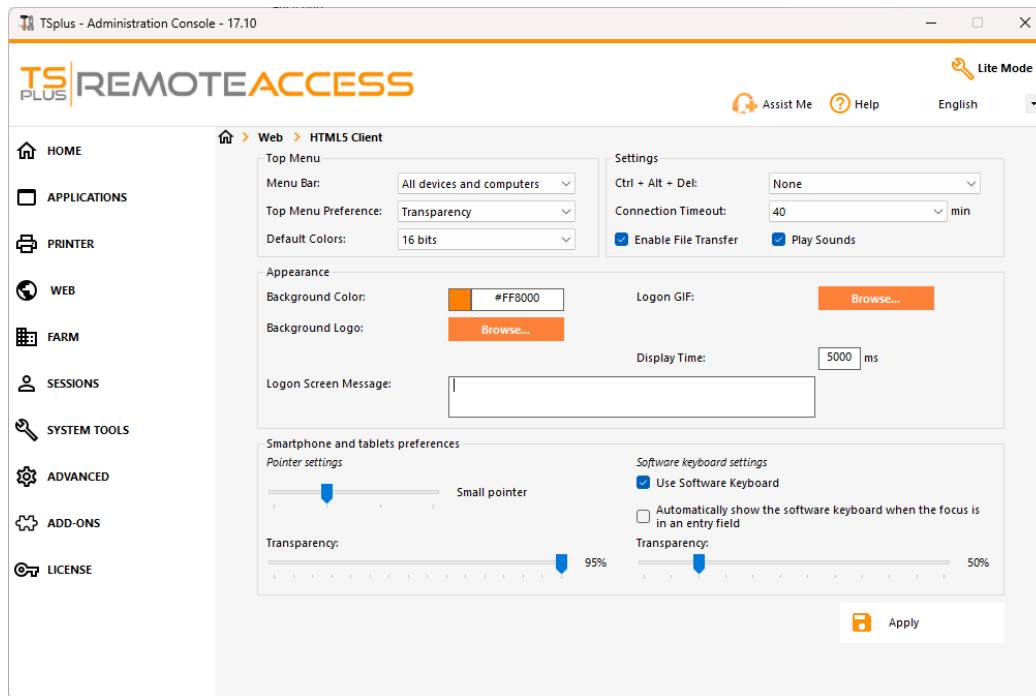 TSplus - Administration Console - 17.10
TS PLUS REMOTEACCESS
Lite Mode
Assist Me
Help
English
HOME
APPLICATIONS
PRINTER
WEB
FARM
SESSIONS
SYSTEM TOOLS
ADVANCED
ADD-ONS
LICENSE
Web > HTML5 Client
Top Menu
Menu Bar: All devices and computers
Top Menu Preference: Transparency
Default Colors: 16 bits
Settings
Ctrl + Alt + Del: None
Connection Timeout: 40 min
Enable File Transfer
Play Sounds
Appearance
Background Color: #FF8000
Logon GIF: Browse...
Background Logo: Browse...
Display Time: 5000 ms
Logon Screen Message:
Smartphone and tablets preferences
Pointer settings
Small pointer
Transparency:
95%
Software keyboard settings
Use Software Keyboard
Automatically show the software keyboard when the focus is
in an entry field
Transparency:
50%
Apply